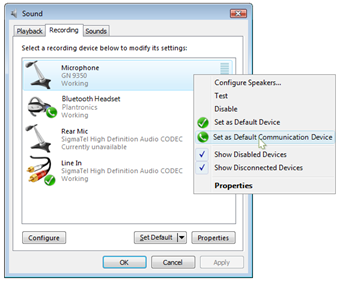 Sound
Playback Recording Sounds
Select a recording device below to modify its settings:
Microphone
GN 9350
Working
Bluetooth Headset
Plantronics
Working
Rear Mic
SigmaTel High Definition Audio CODEC
Currently unavailable
Line In
SigmaTel High Definition Audio CODEC
Working
Configure Speakers...
Test
Disable
Set as Default Device
Set as Default Communication Device
Show Disabled Devices
Show Disconnected Devices
Properties
Configure Set Default Properties
OK Cancel Apply